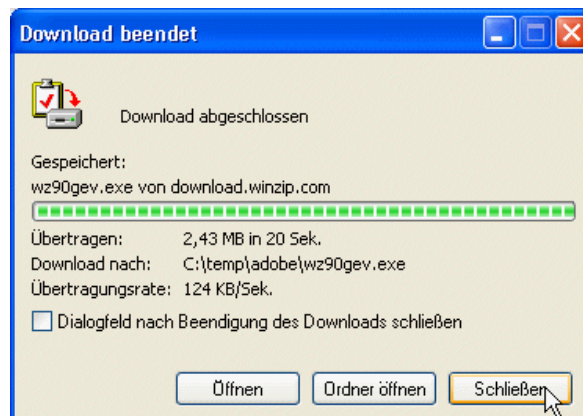 Download beendet
Download abgeschlossen
Gespeichert:
wz90gev.exe von download.winzip.com
Übertragen: 2,43 MB in 20 Sek.
Download nach: C:\temp\adobe\wz90gev.exe
Übertragungsrate: 124 KB/Sek.
Dialogfeld nach Beendigung des Downloads schließen
Öffnen Ordner öffnen Schließen